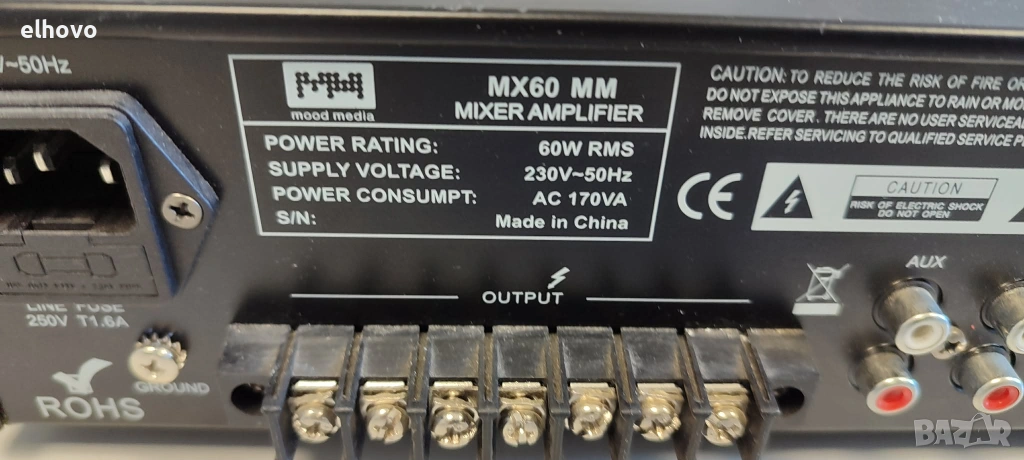 elhovo
V~50Hz
mood media
MX60 MM
MIXER AMPLIFIER
POWER RATING: 60W RMS
SUPPLY VOLTAGE: 230V~50Hz
POWER CONSUMPT: AC 170VA
S/N: Made in China
CAUTION: TO REDUCE THE RISK OF FIRE OR
DO NOT EXPOSE THIS APPLIANCE TO RAIN OR MO
REMOVE COVER. THERE ARE NO USER SERVICEA
INSIDE. REFER SERVICING TO QUALIFIED SERVICE P
CE
CAUTION
RISK OF ELECTRIC SHOCK
DO NOT OPEN
AUX
OUTPUT
LINE FUSE
250V T1.6A
GROUND
ROHS
BAZAR